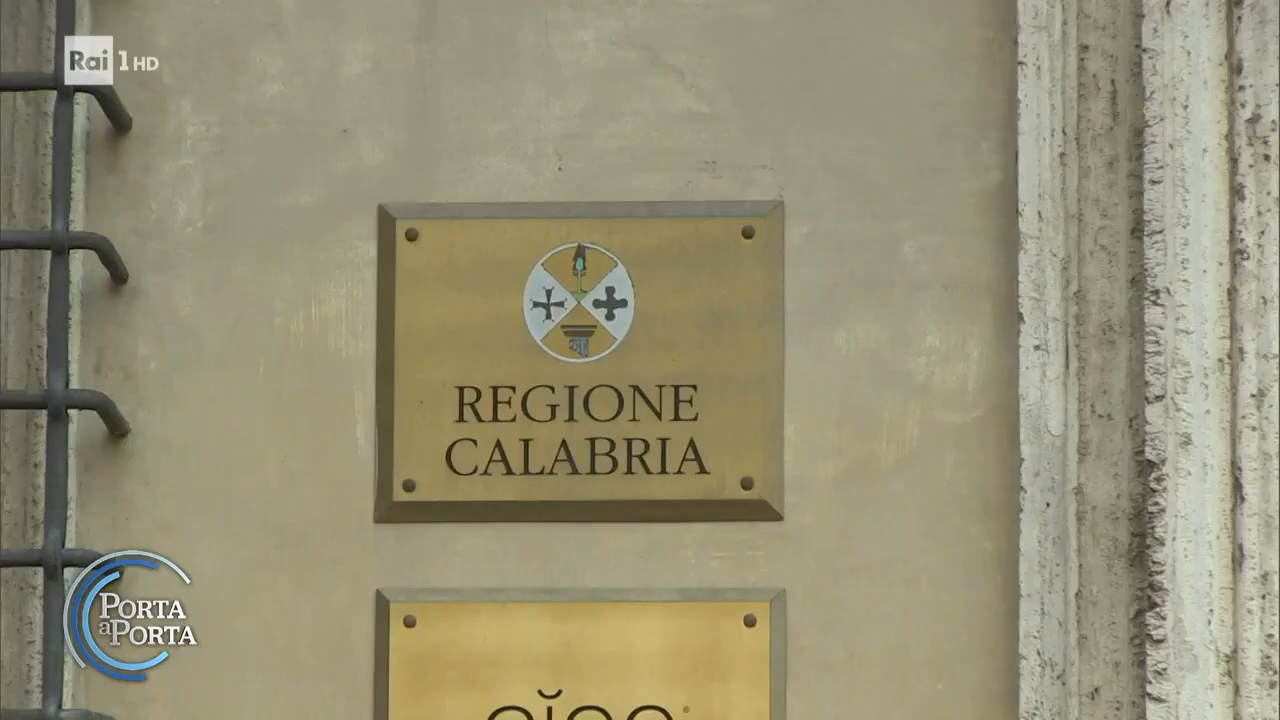 Rai 1 HD
REGIONE
CALABRIA
PORTA
a PORTA